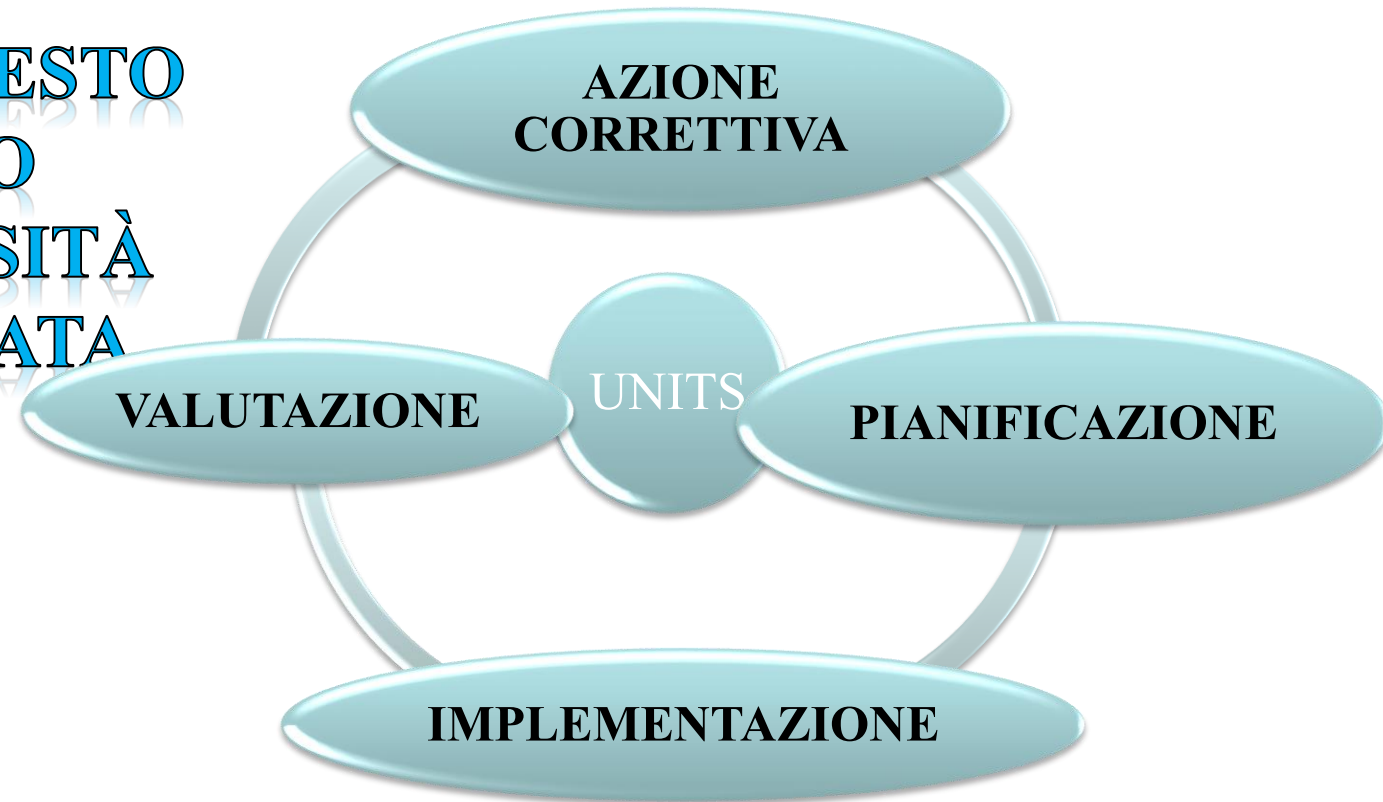 ESTO
O
SITÀ
ATA
AZIONE
CORRETTIVA
UNITS
VALUTAZIONE
PIANIFICAZIONE
IMPLEMENTAZIONE